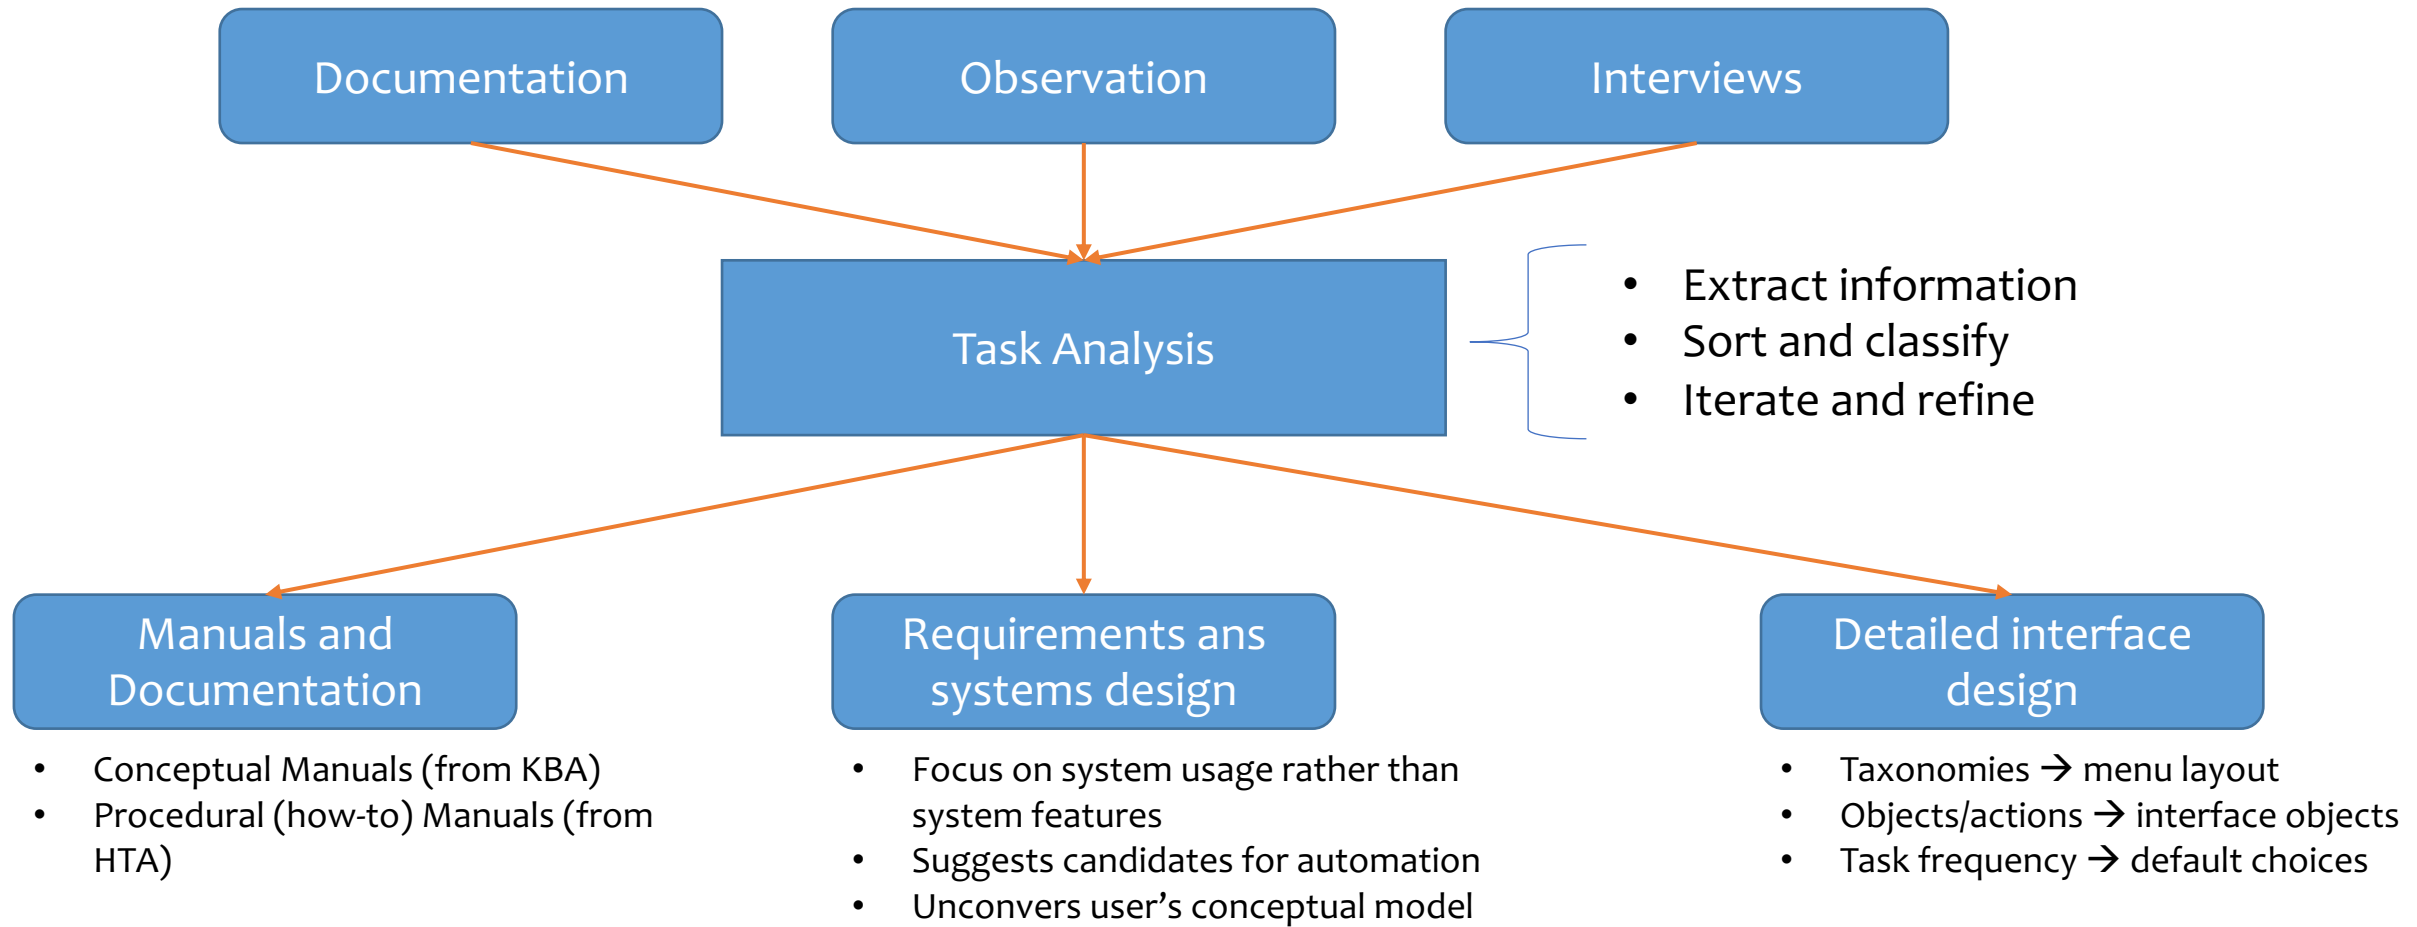 Documentation
Observation
Interviews
Task Analysis
• Extract information
• Sort and classify
• Iterate and refine
Manuals and
Documentation
• Conceptual Manuals (from KBA)
• Procedural (how-to) Manuals (from
HTA)
Requirements ans
systems design
• Focus on system usage rather than
system features
• Suggests candidates for automation
• Unconvers user’s conceptual model
Detailed interface
design
• Taxonomies → menu layout
• Objects/actions → interface objects
• Task frequency → default choices